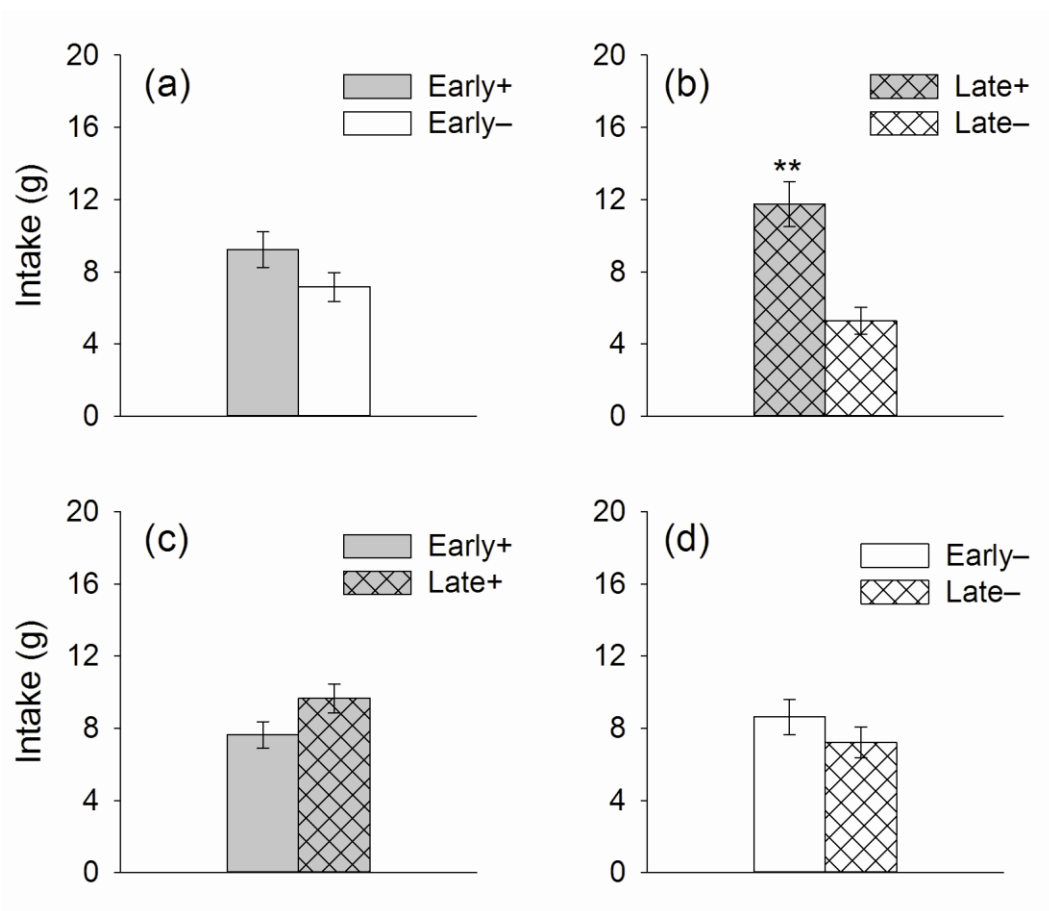 (a)
Early+
Early–
Intake (g)
20
16
12
8
4
0
(b)
Late+
Late–
**
20
16
12
8
4
0
(c)
Early+
Late+
Intake (g)
20
16
12
8
4
0
(d)
Early–
Late–
20
16
12
8
4
0